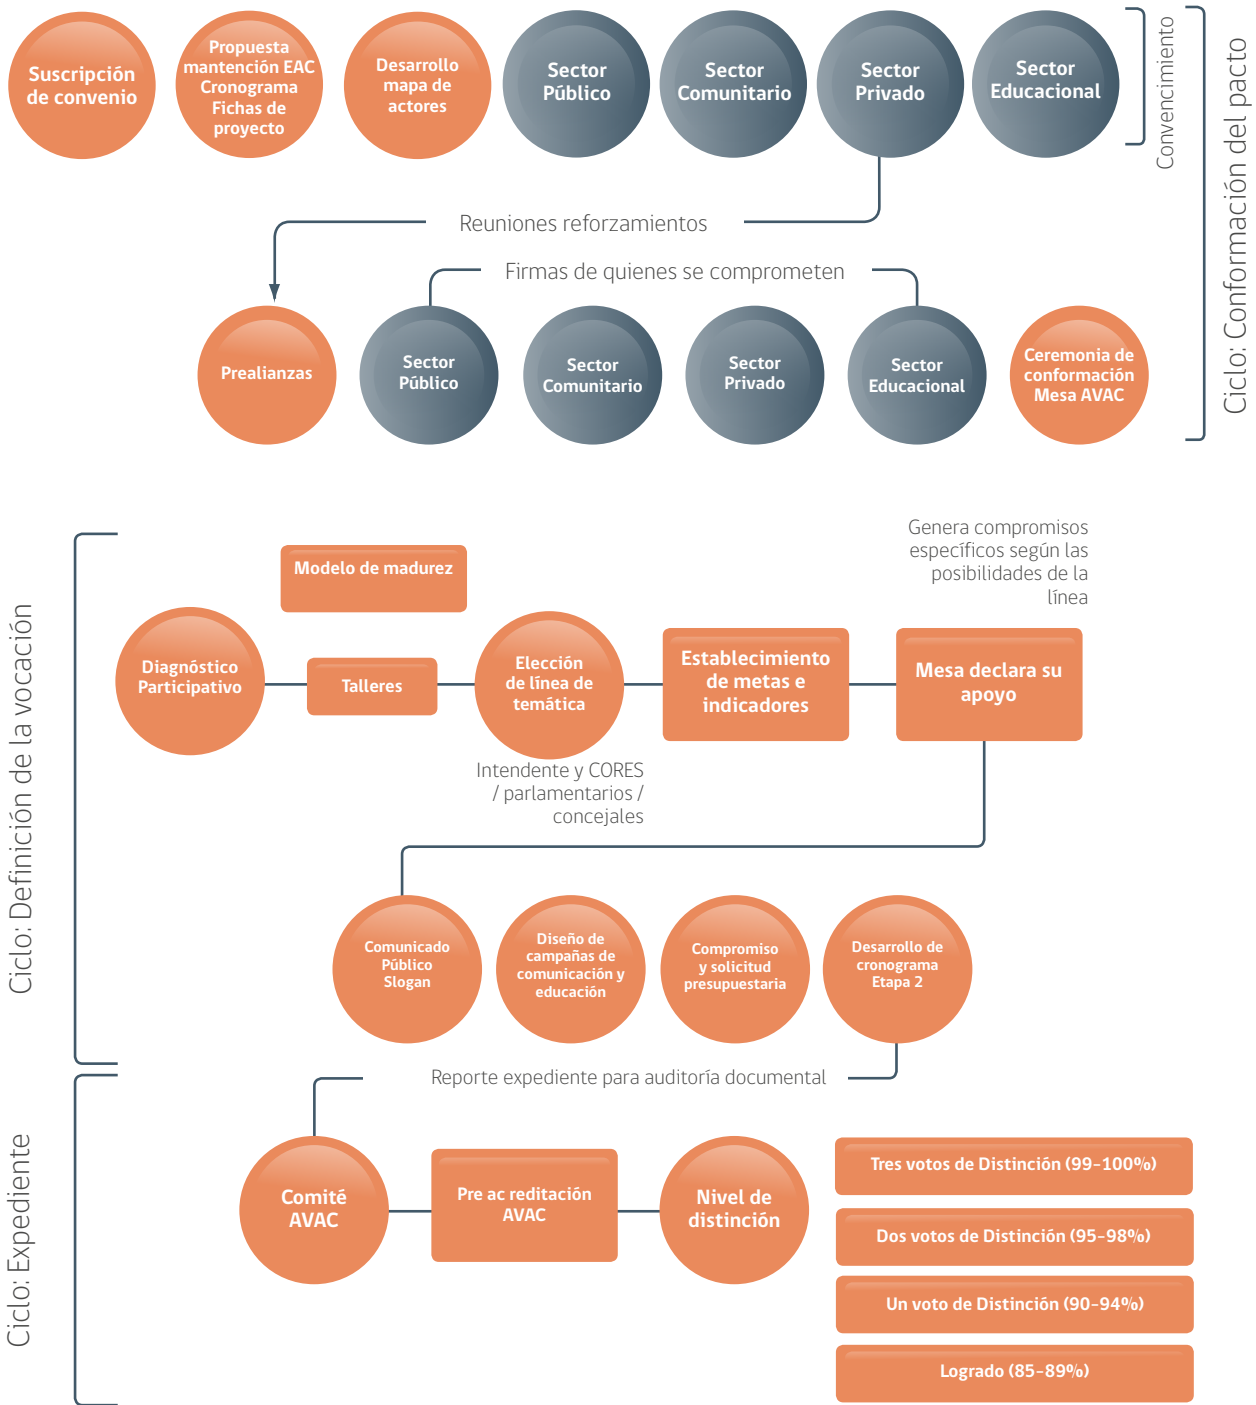 Suscripción
de convenio
Propuesta
mantención EAC
Cronograma
Fichas de
proyecto
Desarrollo
mapa de
actores
Sector
Público
Sector
Comunitario
Sector
Privado
Sector
Educacional
Convencimiento
Ciclo: Conformación del pacto
Reuniones reforzamientos
Firmas de quienes se comprometen
Prealianzas
Sector
Público
Sector
Comunitario
Sector
Privado
Sector
Educacional
Ceremonia de
conformación
Mesa AVAC
Ciclo: Definición de la vocación
Genera compromisos
específicos según las
posibilidades de la
línea
Modelo de madurez
Diagnóstico
Participativo
Talleres
Elección
de línea de
temática
Establecimiento
de metas e
indicadores
Mesa declara su
apoyo
Intendente y CORES
/ parlamentarios /
concejales
Comunicado
Público
Slogan
Diseño de
campañas de
comunicación y
educación
Compromiso
y solicitud
presupuestaria
Desarrollo de
cronograma
Etapa 2
Ciclo: Expediente
Reporte expediente para auditoría documental
Comité
AVAC
Pre ac reditación
AVAC
Nivel de
distinción
Tres votos de Distinción (99-100%)
Dos votos de Distinción (95-98%)
Un voto de Distinción (90-94%)
Logrado (85-89%)